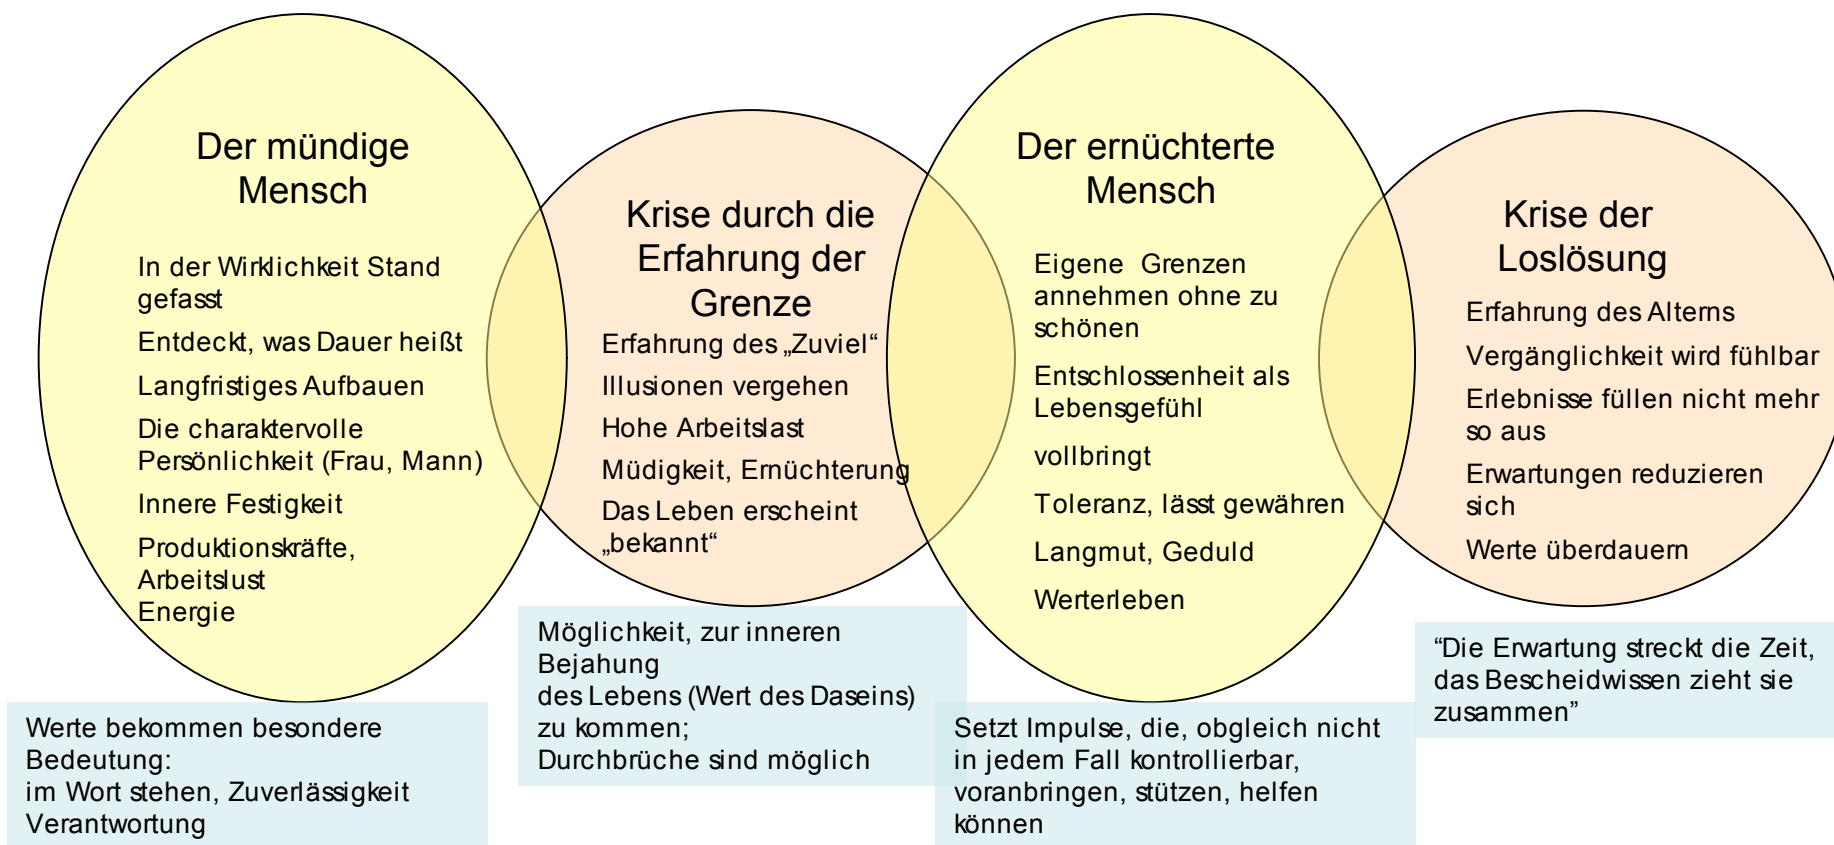 Der mündige
Mensch
In der Wirklichkeit Stand
gefasst
Entdeckt, was Dauer heißt
Langfristiges Aufbauen
Die charaktervolle
Persönlichkeit (Frau, Mann)
Innere Festigkeit
Produktionskräfte,
Arbeitslust
Energie
Werte bekommen besondere
Bedeutung:
im Wort stehen, Zuverlässigkeit
Verantwortung
Krise durch die
Erfahrung der
Grenze
Erfahrung des „Zuviel“
Illusionen vergehen
Hohe Arbeitslast
Müdigkeit, Ernüchterung
Das Leben erscheint
„bekannt“
Möglichkeit, zur inneren
Bejahung
des Lebens (Wert des Daseins)
zu kommen;
Durchbrüche sind möglich
Der ernüchterte
Mensch
Eigene Grenzen
annehmen ohne zu
schönen
Entschlossenheit als
Lebensgefühl
vollbringt
Toleranz, lässt gewähren
Langmut, Geduld
Werterleben
Setzt Impulse, die, obgleich nicht
in jedem Fall kontrollierbar,
voranbringen, stützen, helfen
können
Krise der
Loslösung
Erfahrung des Alterns
Vergänglichkeit wird fühlbar
Erlebnisse füllen nicht mehr
so aus
Erwartungen reduzieren
sich
Werte überdauern
“Die Erwartung streckt die Zeit,
das Bescheidwissen zieht sie
zusammen”